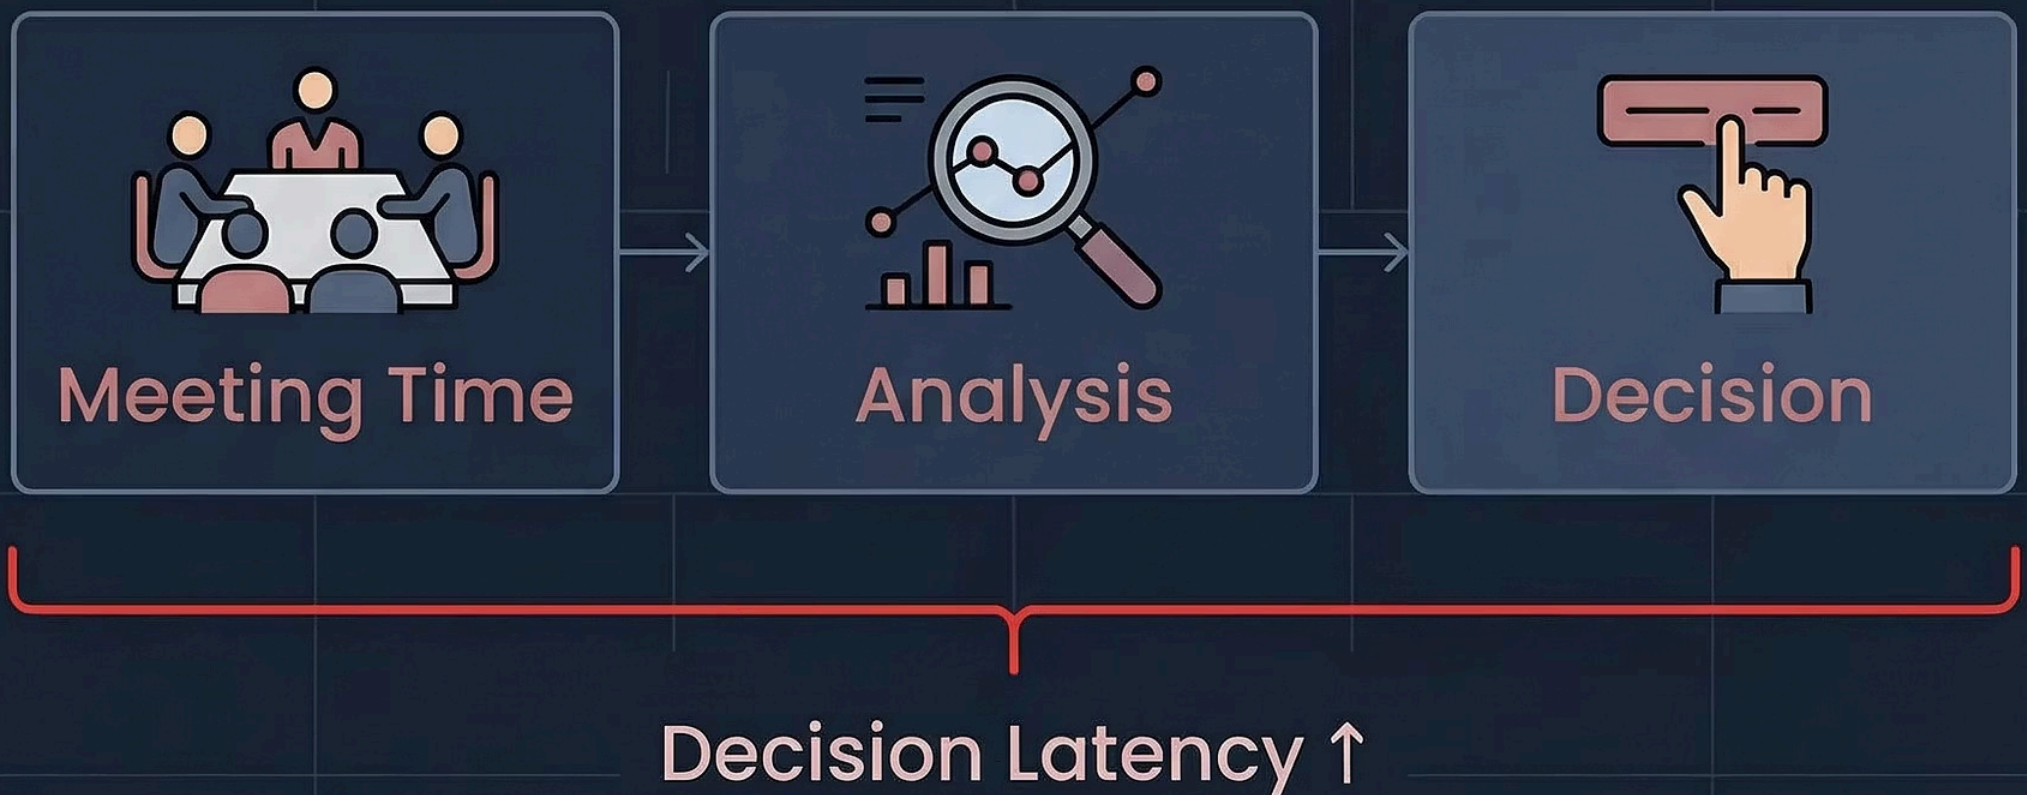 Meeting Time
Analysis
Decision
Decision Latency ↑